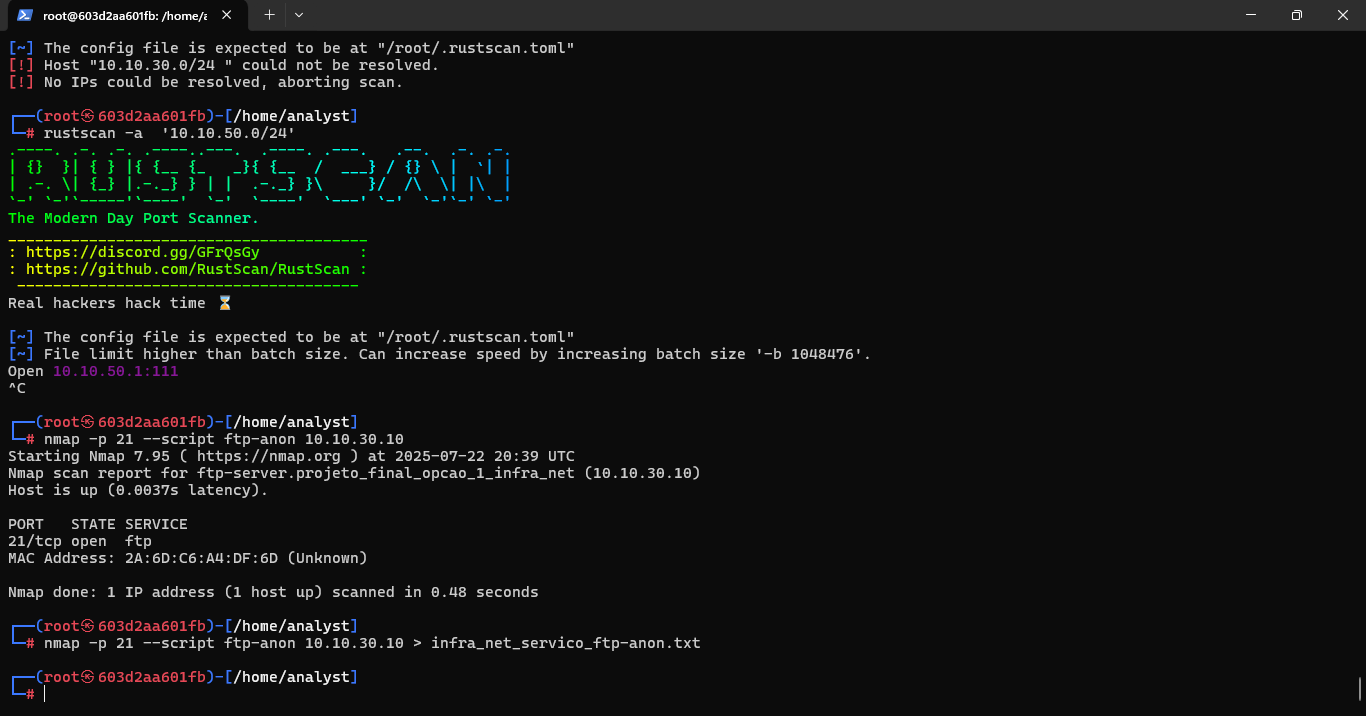 root@603d2aa601fb: /home/a
[~] The config file is expected to be at "/root/.rustscan.toml"
[!] Host "10.10.30.0/24 " could not be resolved.
[!] No IPs could be resolved, aborting scan.
┌──(root㉿603d2aa601fb)-[/home/analyst]
└─# rustscan -a  '10.10.50.0/24'
.----. .-. .-. .----..---.  .----. .---.   .--.  .-. .-.
| {}  }| { } |{ {__ {_   _}{ {__  /  ___} / {} \ |  `| |
| .-. \| {_} |.-._} } | |  .-._} }\     }/  /\  \| |\  |
`-' `-'`-----'`----'  `-'  `----'  `---' `-'  `-'`-' `-'
The Modern Day Port Scanner.
________________________________________
: https://discord.gg/GFrQsGy           :
: https://github.com/RustScan/RustScan :
 --------------------------------------
Real hackers hack time ⌛
[~] The config file is expected to be at "/root/.rustscan.toml"
[~] File limit higher than batch size. Can increase speed by increasing batch size '-b 1048476'.
Open 10.10.50.1:111
^C
┌──(root㉿603d2aa601fb)-[/home/analyst]
└─# nmap -p 21 --script ftp-anon 10.10.30.10
Starting Nmap 7.95 ( https://nmap.org ) at 2025-07-22 20:39 UTC
Nmap scan report for ftp-server.projeto_final_opcao_1_infra_net (10.10.30.10)
Host is up (0.0037s latency).
PORT   STATE SERVICE
21/tcp open  ftp
MAC Address: 2A:6D:C6:A4:DF:6D (Unknown)
Nmap done: 1 IP address (1 host up) scanned in 0.48 seconds
┌──(root㉿603d2aa601fb)-[/home/analyst]
└─# nmap -p 21 --script ftp-anon 10.10.30.10 > infra_net_servico_ftp-anon.txt
┌──(root㉿603d2aa601fb)-[/home/analyst]
└─#